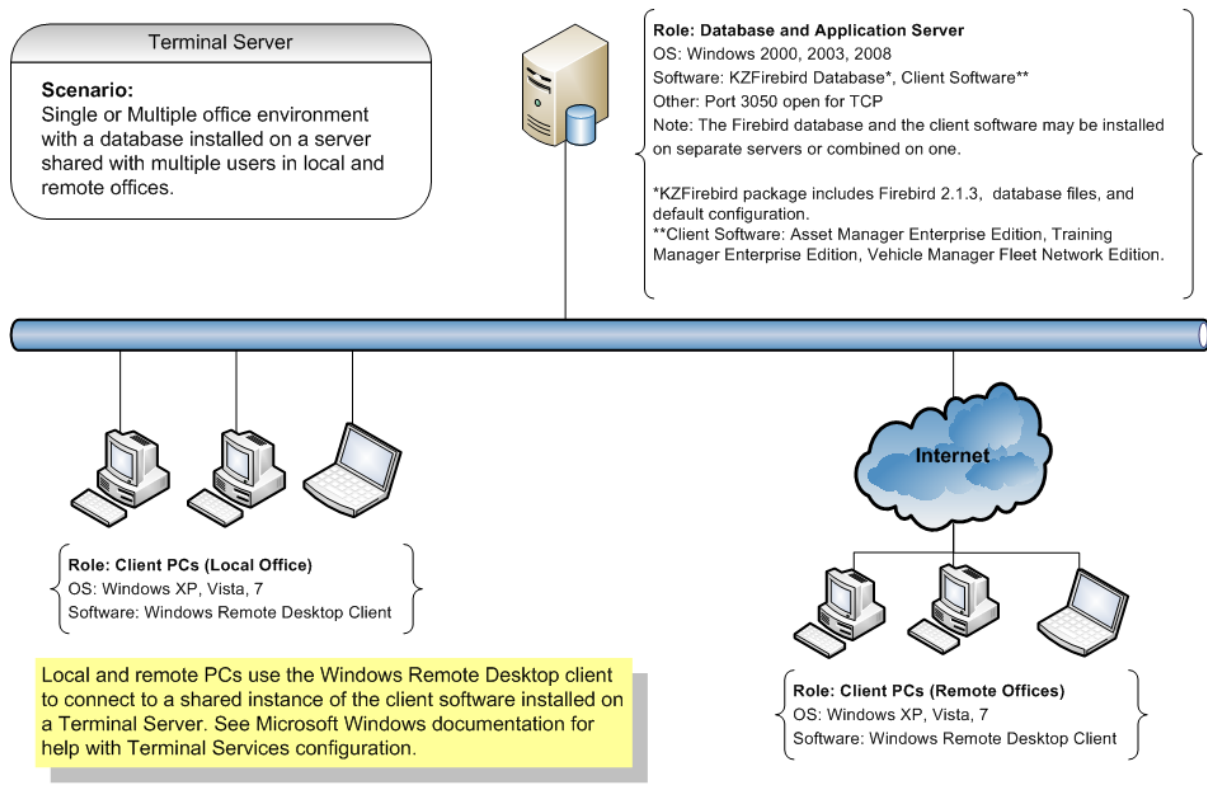 Terminal Server
Scenario:
Single or Multiple office environment
with a database installed on a server
shared with multiple users in local and
remote offices.
Role: Database and Application Server
OS: Windows 2000, 2003, 2008
Software: KZFirebird Database*, Client Software**
Other: Port 3050 open for TCP
Note: The Firebird database and the client software may be installed
on separate servers or combined on one.
*KZFirebird package includes Firebird 2.1.3, database files, and
default configuration.
**Client Software: Asset Manager Enterprise Edition, Training
Manager Enterprise Edition, Vehicle Manager Fleet Network Edition.
Internet
Role: Client PCs (Local Office)
OS: Windows XP, Vista, 7
Software: Windows Remote Desktop Client
Local and remote PCs use the Windows Remote Desktop client
to connect to a shared instance of the client software installed on
a Terminal Server. See Microsoft Windows documentation for
help with Terminal Services configuration.
Role: Client PCs (Remote Offices)
OS: Windows XP, Vista, 7
Software: Windows Remote Desktop Client